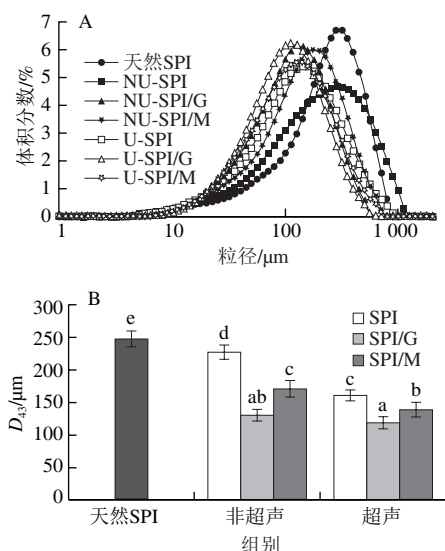 A
体积分数/%
7
6
5
4
3
2
1
0
天然SPI
NU-SPI
NU-SPI/G
NU-SPI/M
U-SPI
U-SPI/G
U-SPI/M
1 10 100 1 000
粒径/μm
B
D43/μm
300
250
200
150
100
50
0
e
d
ab
c
c
a
b
SPI
SPI/G
SPI/M
天然SPI 非超声 超声
组别